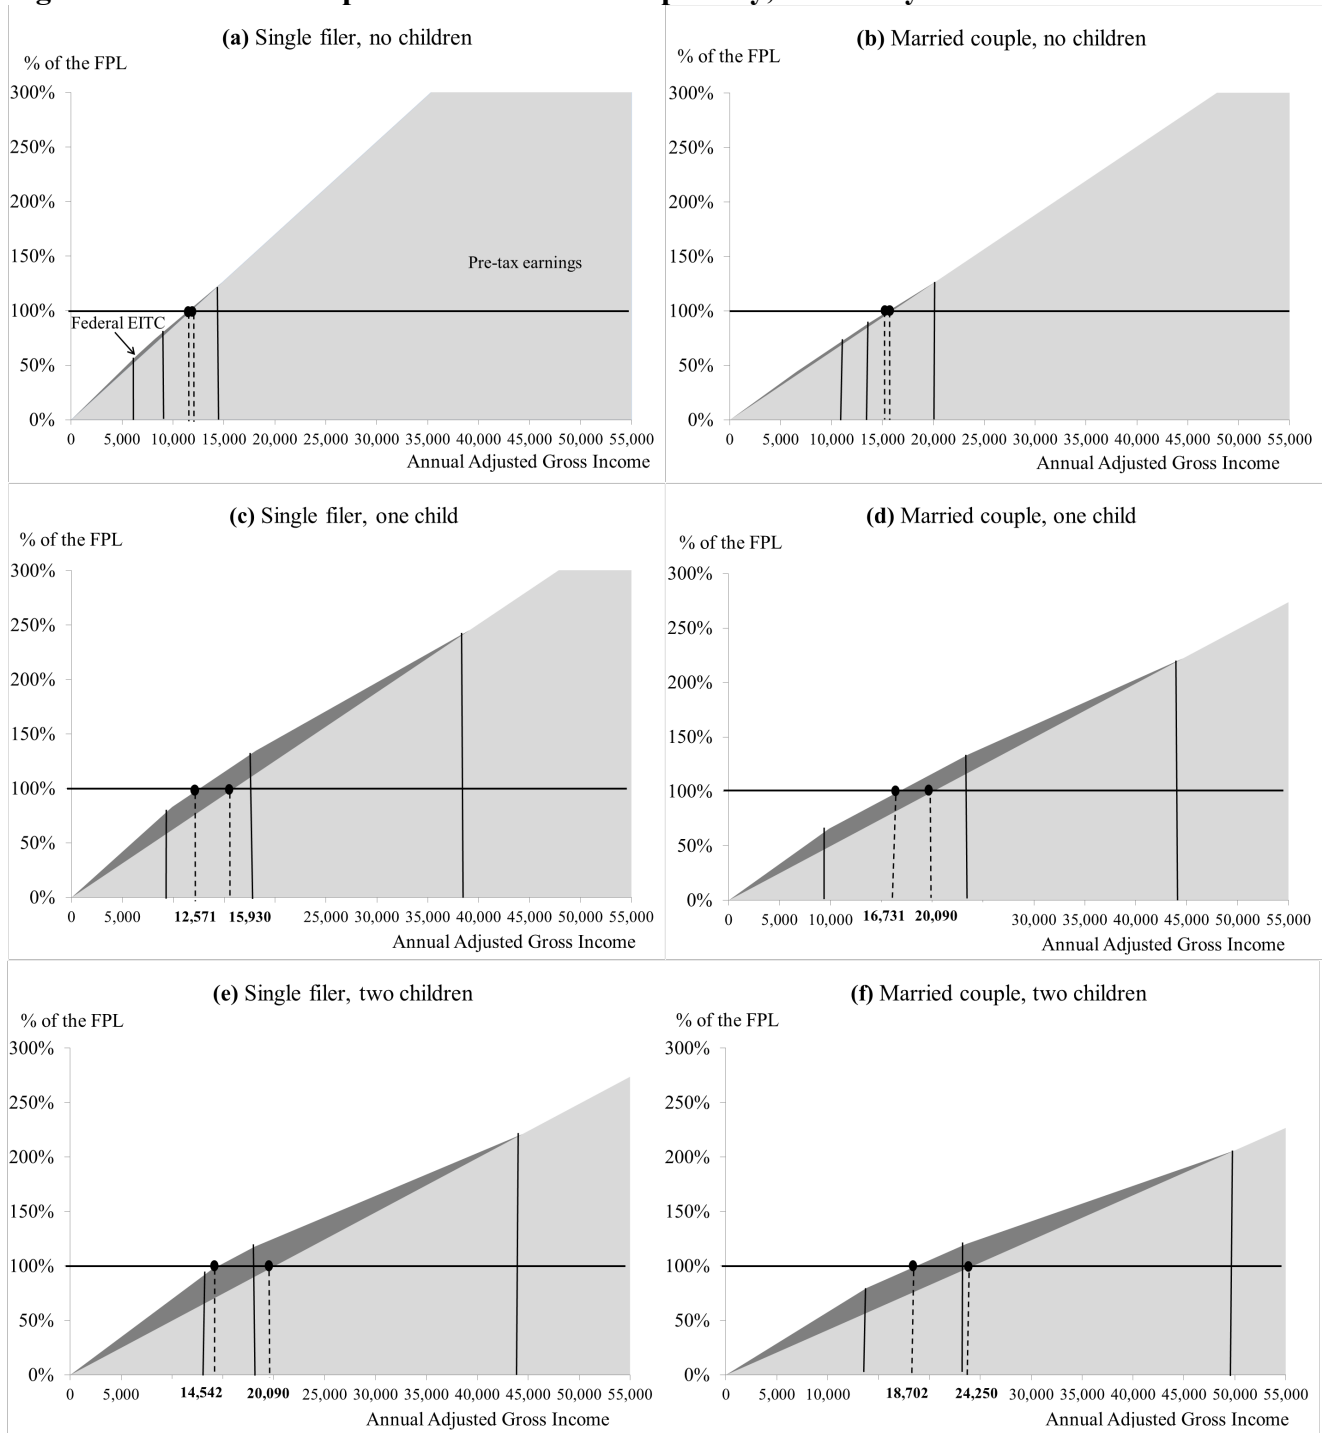 (a) Single filer, no children
% of the FPL
300%
250%
200%
150%
100%
50%
0%
Pre-tax earnings
Federal EITC
0 5,000 10,000 15,000 20,000 25,000 30,000 35,000 40,000 45,000 50,000 55,000
Annual Adjusted Gross Income
(b) Married couple, no children
% of the FPL
300%
250%
200%
150%
100%
50%
0%
0 5,000 10,000 15,000 20,000 25,000 30,000 35,000 40,000 45,000 50,000 55,000
Annual Adjusted Gross Income
(c) Single filer, one child
% of the FPL
300%
250%
200%
150%
100%
50%
0%
0 5,000 12,571 15,930 25,000 30,000 35,000 40,000 45,000 50,000 55,000
Annual Adjusted Gross Income
(d) Married couple, one child
% of the FPL
300%
250%
200%
150%
100%
50%
0%
0 5,000 10,000 16,731 20,090 30,000 35,000 40,000 45,000 50,000 55,000
Annual Adjusted Gross Income
(e) Single filer, two children
% of the FPL
300%
250%
200%
150%
100%
50%
0%
0 5,000 14,542 20,090 25,000 30,000 35,000 40,000 45,000 50,000 55,000
Annual Adjusted Gross Income
(f) Married couple, two children
% of the FPL
300%
250%
200%
150%
100%
50%
0%
0 5,000 10,000 18,702 24,250 30,000 35,000 40,000 45,000 50,000 55,000
Annual Adjusted Gross Income